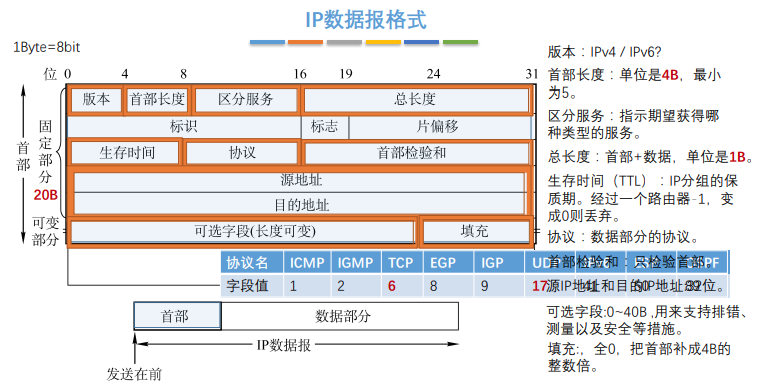 IP数据报格式
1Byte=8bit
位 0 4 8 16 19 24 31
版本 首部长度 区分服务 总长度
标识 标志 片偏移
生存时间 协议 首部检验和
源地址
目的地址
可选字段(长度可变) 填充
首部
固定部分
20B
可变部分
协议名 ICMP IGMP TCP EGP IGP UD
字段值 1 2 6 8 9 17
首部 数据部分
IP数据报
发送在前
版本：IPv4 / IPv6?
首部长度：单位是4B，最小
为5。
区分服务：指示期望获得哪
种类型的服务。
总长度：首部+数据，单位是1B。
生存时间（TTL）：IP分组的保
质期。经过一个路由器-1，变
成0则丢弃。
协议：数据部分的协议。
首部检验和：只检验首部。
源IP地址和目的IP地址:32位。
可选字段:0~40B ,用来支持排错、
测量以及安全等措施。
填充:，全0，把首部补成4B的
整数倍。